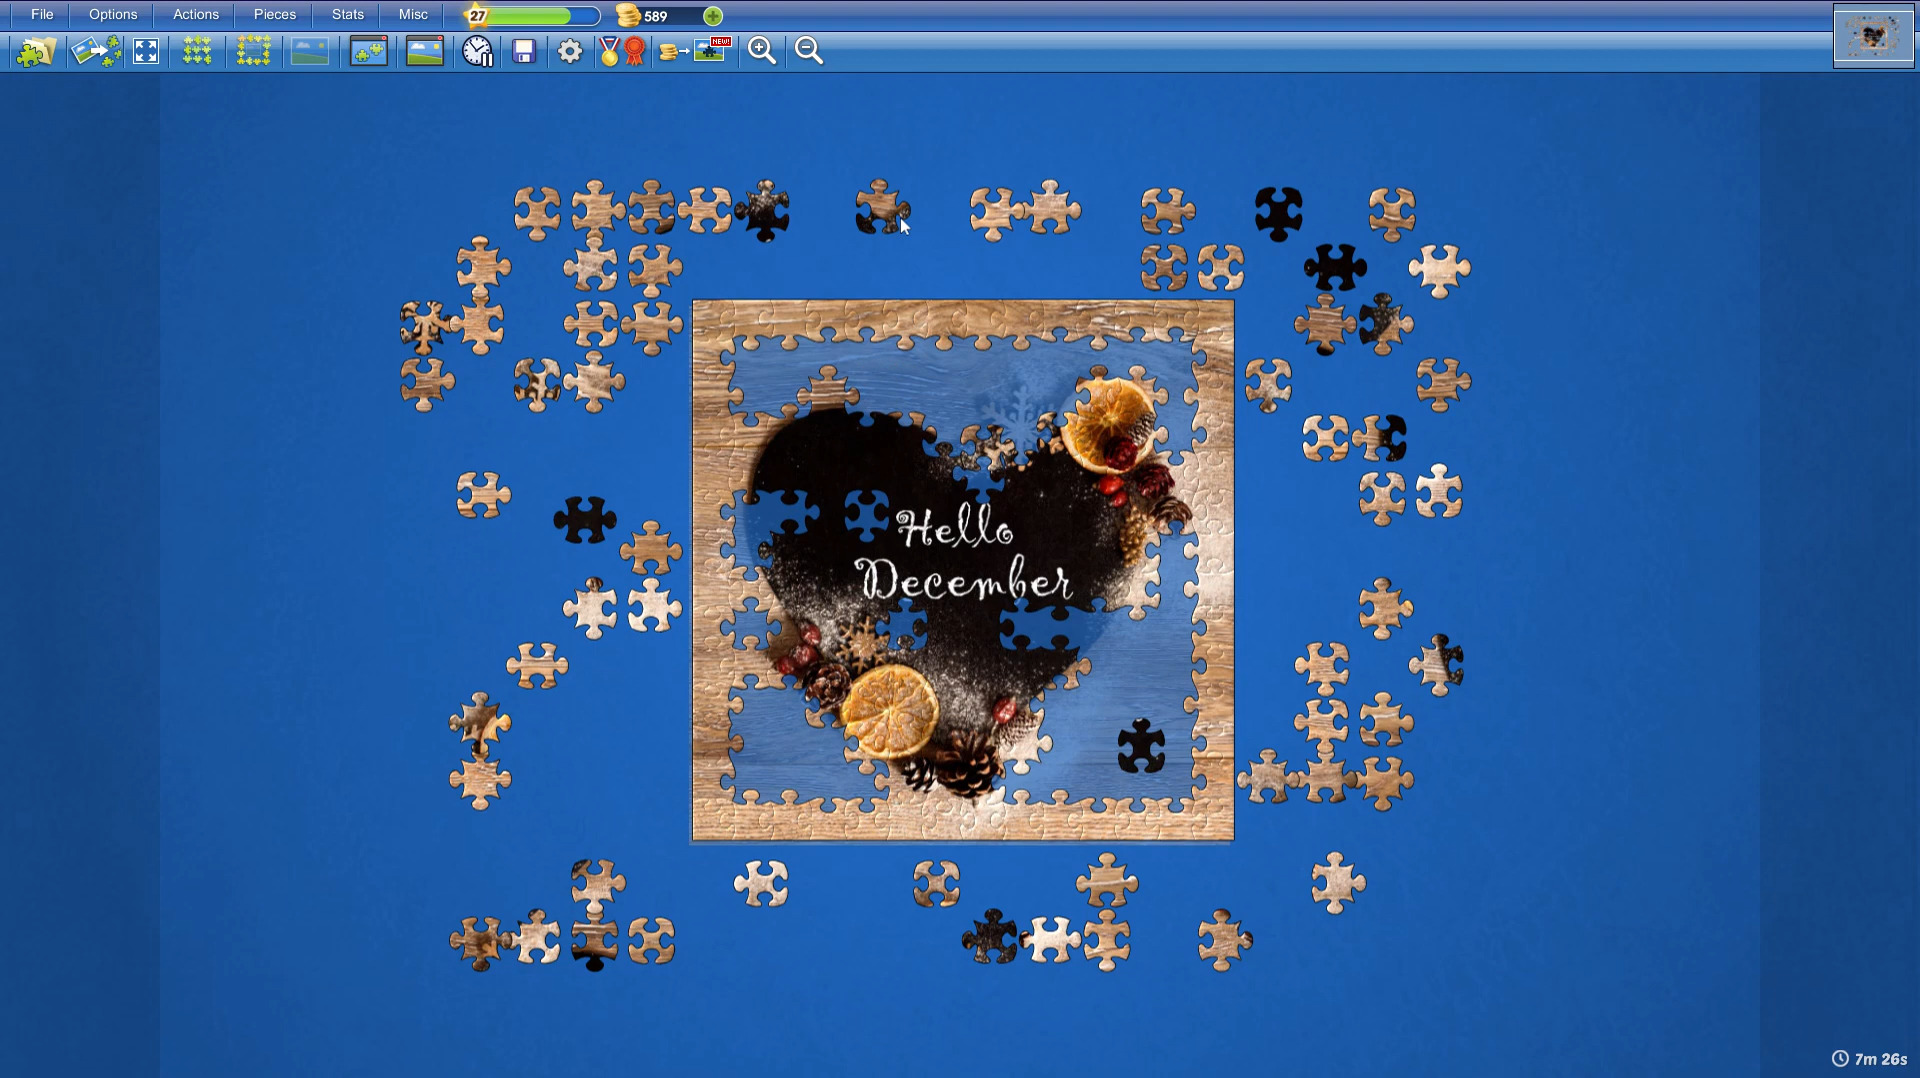 File Options Actions Pieces Stats Misc 27 589
NEW!
Hello
December
7m 26s